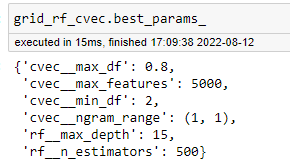 grid_rf_cvec.best_params_
executed in 15ms, finished 17:09:38 2022-08-12
{'cvec__max_df': 0.8,
'cvec__max_features': 5000,
'cvec__min_df': 2,
'cvec__ngram_range': (1, 1),
'rf__max_depth': 15,
'rf__n_estimators': 500}